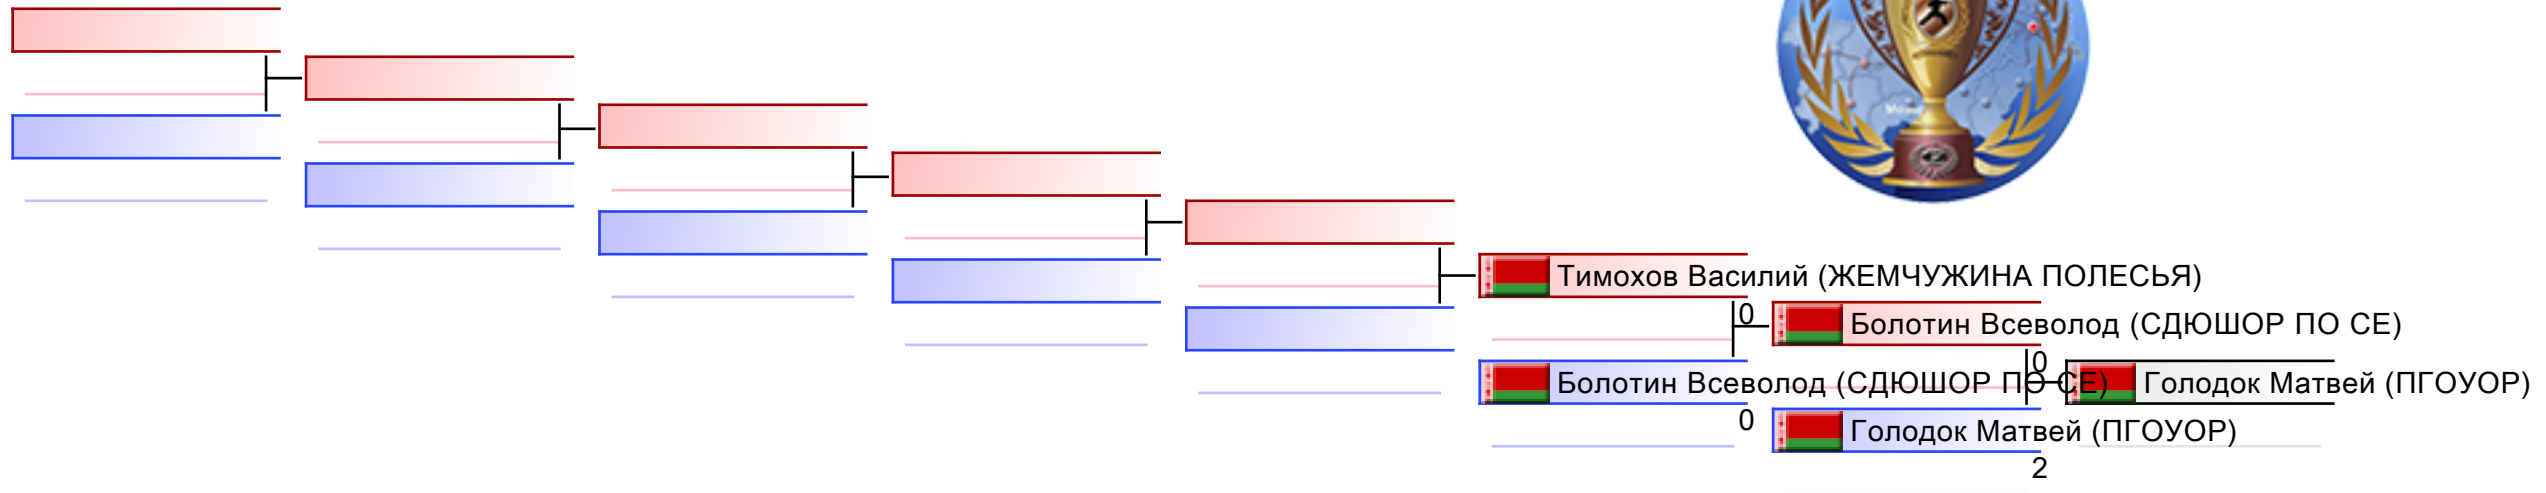 Тимохов Василий (ЖЕМЧУЖИНА ПОЛЕСЬЯ)
0
Болотин Всеволод (СДЮШОР ПО СЕ)
0
Болотин Всеволод (СДЮШОР ПО СЕ)
Голодок Матвей (ПГОУОР)
0
Голодок Матвей (ПГОУОР)
2